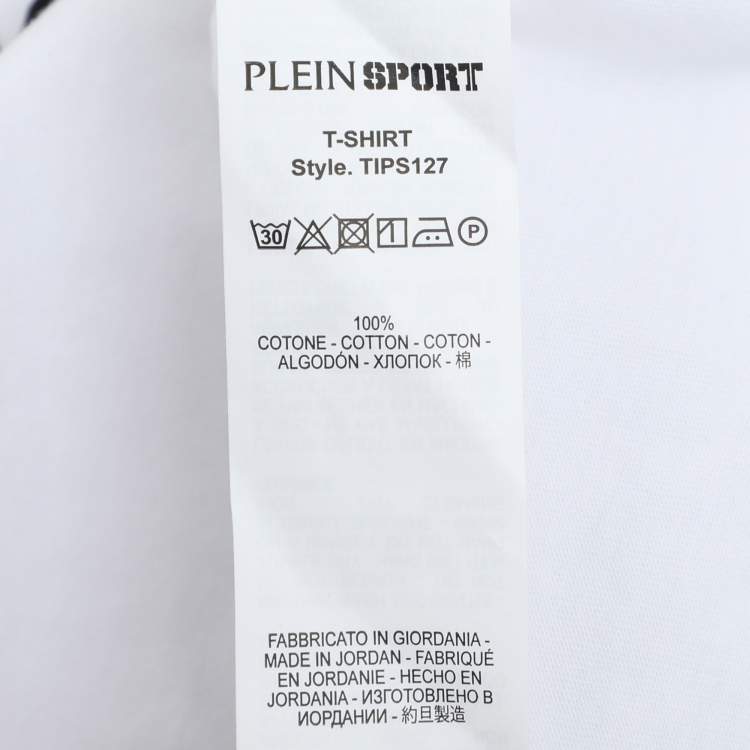 PLEIN SPORT
T-SHIRT
Style. TIPS127
30 P
100%
COTONE - COTTON - COTON -
ALGODÓN - ХЛОПОК - 棉
FABBRICATO IN GIORDANIA -
MADE IN JORDAN - FABRIQUÉ
EN JORDANIE - HECHO EN
JORDANIA - ИЗГОТОВЛЕНО В
ИОРДАНИИ - 約旦製造